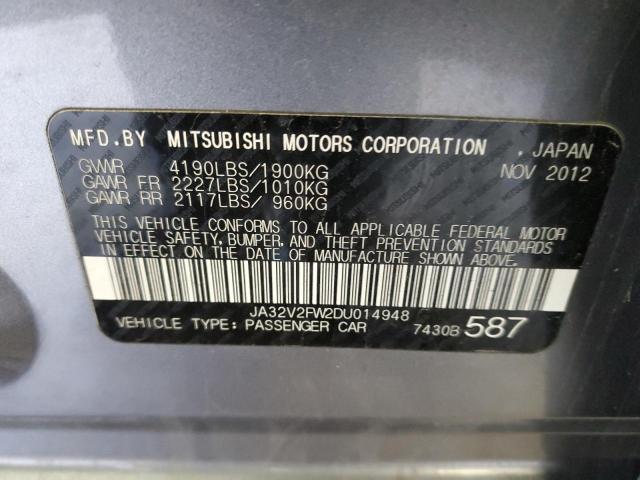 MFD.BY MITSUBISHI MOTORS CORPORATION . JAPAN
GVWR 4190LBS/1900KG NOV 2012
GAWR FR 2227LBS/1010KG
GAWR RR 2117LBS/ 960KG
THIS VEHICLE CONFORMS TO ALL APPLICABLE FEDERAL MOTOR
VEHICLE SAFETY, BUMPER, AND THEFT PREVENTION STANDARDS
IN EFFECT ON THE DATE OF MANUFACTURE SHOWN ABOVE.
JA32V2FW2DU014948
VEHICLE TYPE: PASSENGER CAR 7430B 587